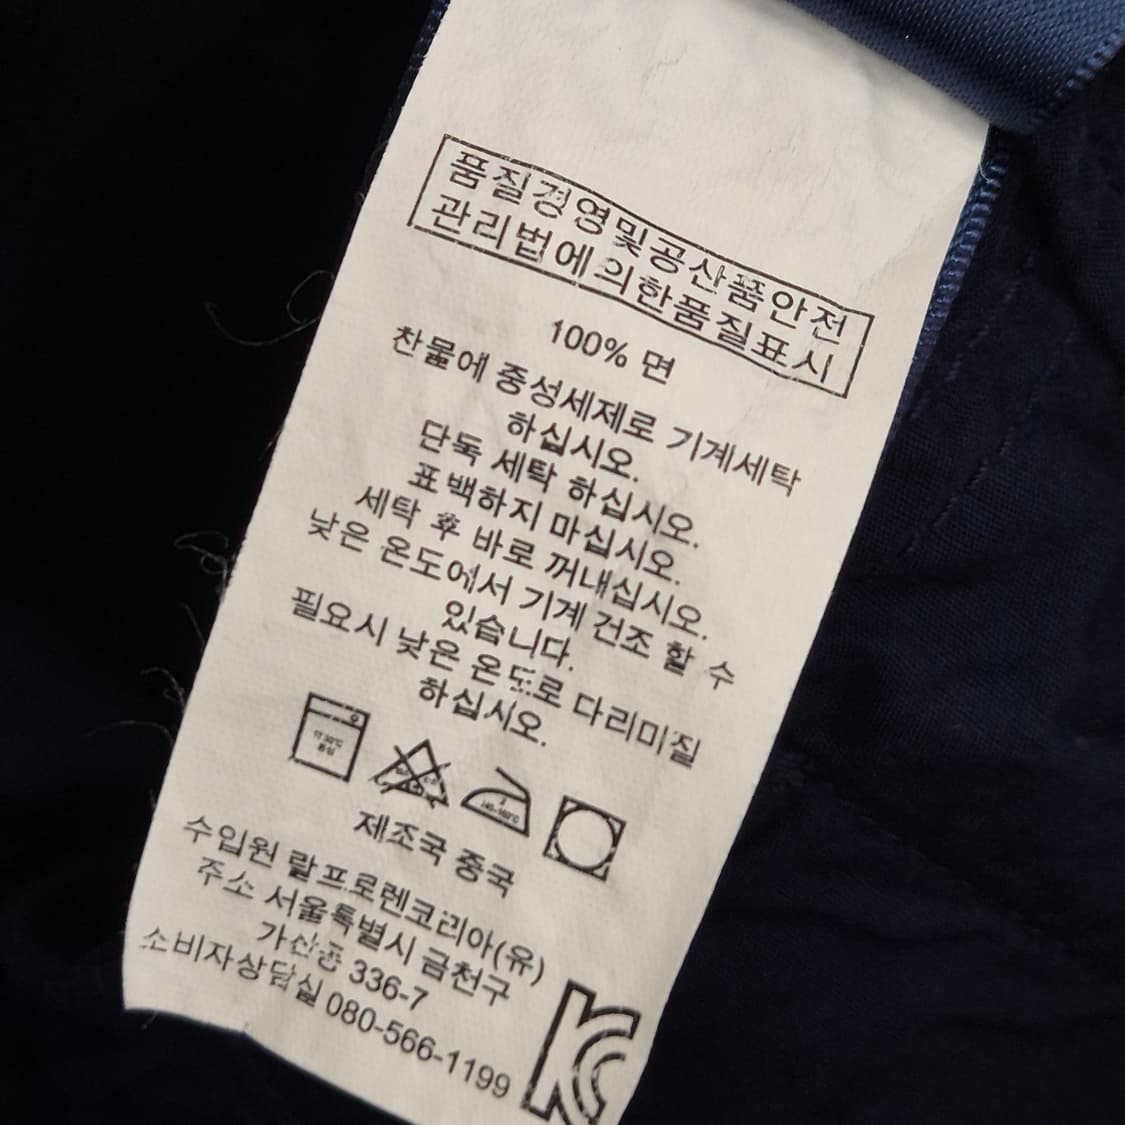 품질경영및공산품안전
관리법에의한품질표시
100% 면
찬물에 중성세제로 기계세탁
하십시오.
단독 세탁 하십시오.
표백하지 마십시오.
세탁 후 바로 꺼내십시오.
낮은 온도에서 기계 건조 할 수
있습니다.
필요시 낮은 온도로 다리미질
하십시오.
제조국 중국
수입원 랄프로렌코리아(유)
주소 서울특별시 금천구
가산동 336-7
소비자상담실 080-566-1199
KC